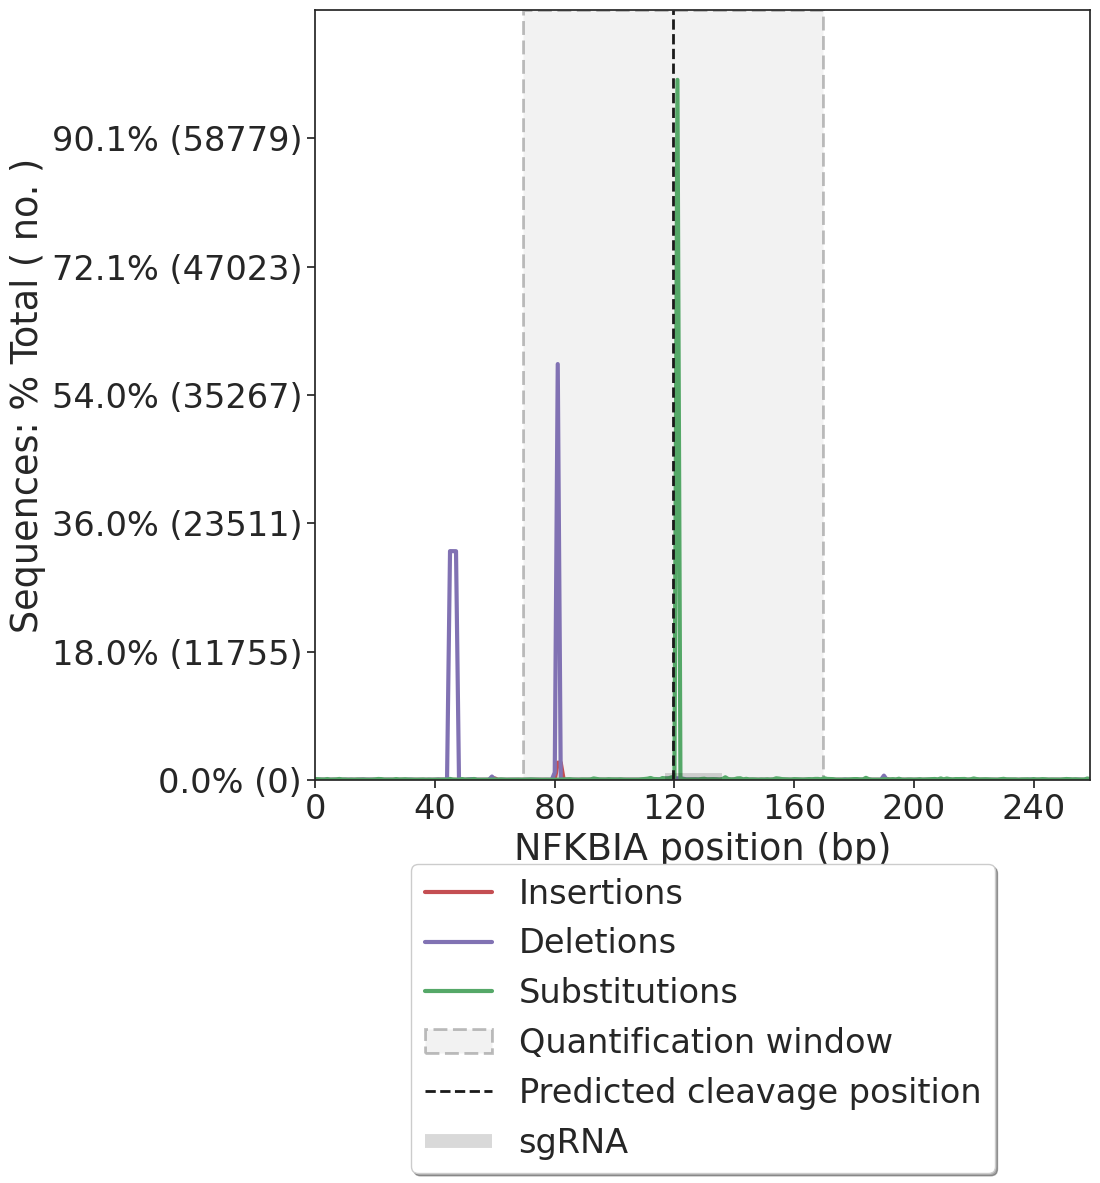 Sequences: % Total ( no. )
90.1% (58779)
72.1% (47023)
54.0% (35267)
36.0% (23511)
18.0% (11755)
0.0% (0)
0 40 80 120 160 200 240
NFKBIA position (bp)
Insertions
Deletions
Substitutions
Quantification window
Predicted cleavage position
sgRNA